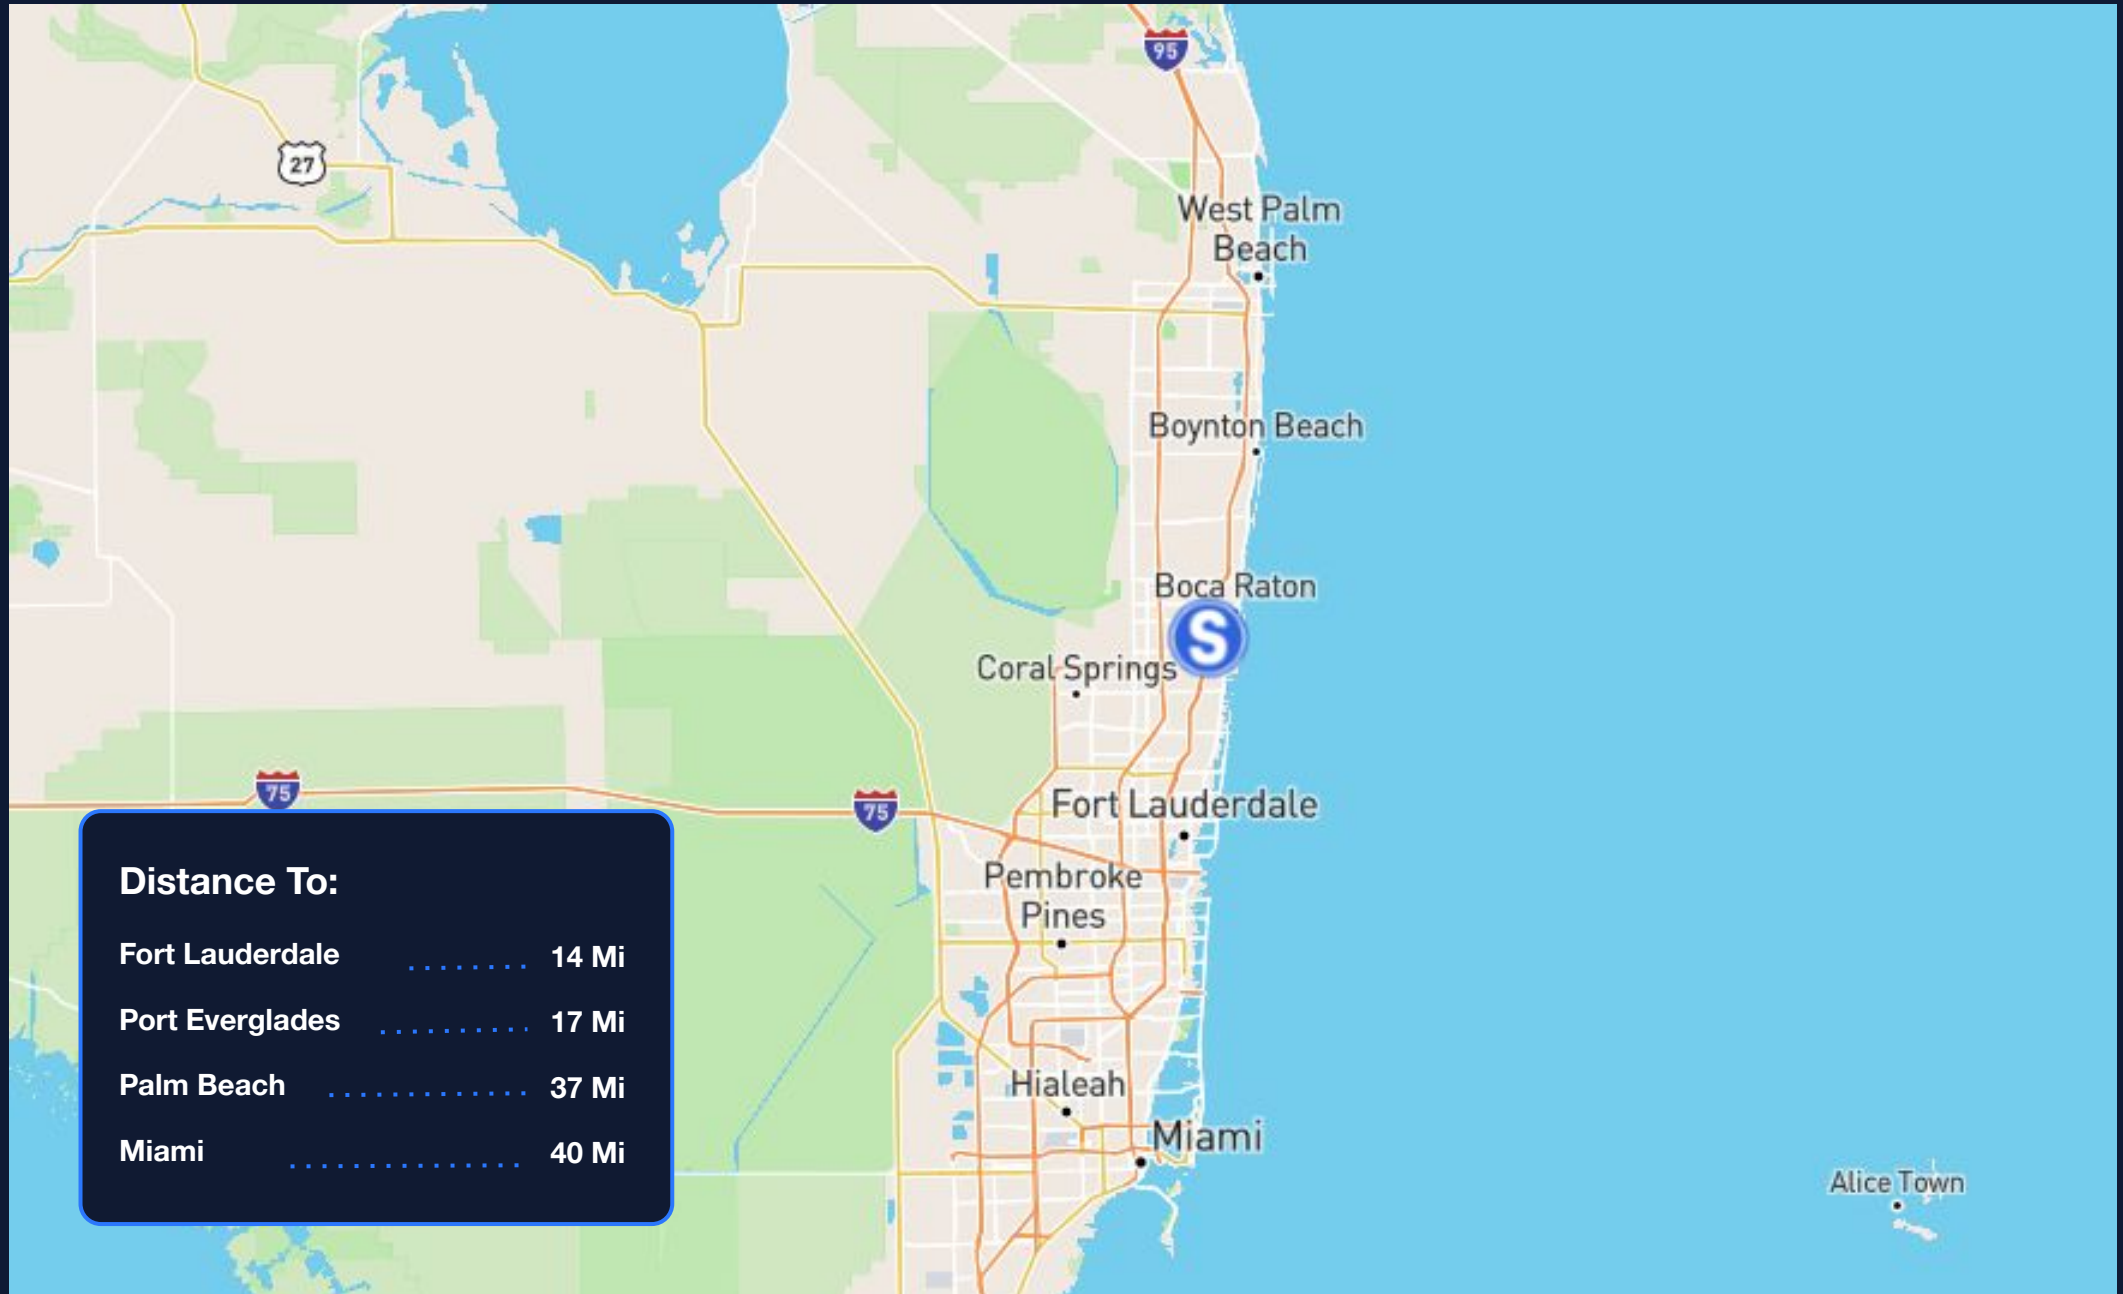 95
27
West Palm
Beach
Boynton Beach
Boca Raton
S
Coral Springs
75
75
Fort Lauderdale
Pembroke
Pines
Hialeah
Miami
Alice Town
Distance To:
Fort Lauderdale ........ 14 Mi
Port Everglades .......... 17 Mi
Palm Beach ............. 37 Mi
Miami ............... 40 Mi